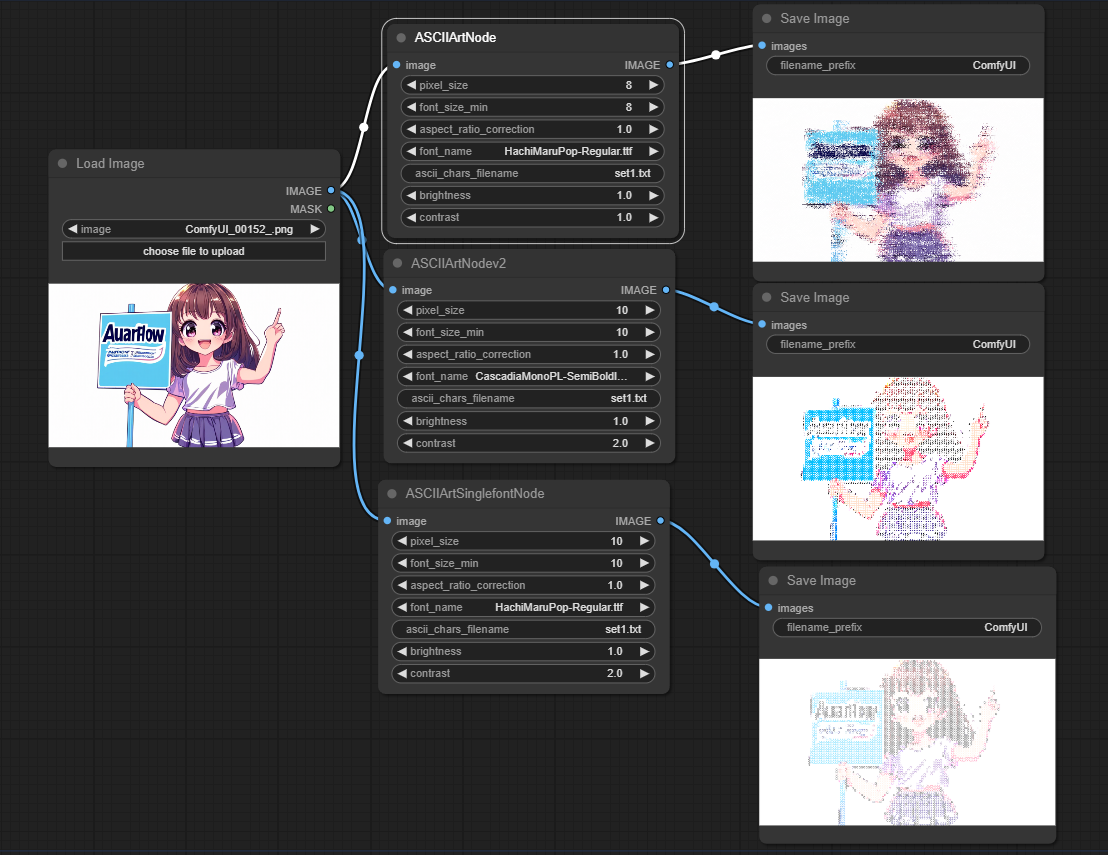 Load Image
IMAGE
MASK
image ComfyUI_00152_.png
choose file to upload
Auarflow
ASCIIArtNode
image IMAGE
pixel_size 8
font_size_min 8
aspect_ratio_correction 1.0
font_name HachiMaruPop-Regular.ttf
ascii_chars_filename set1.txt
brightness 1.0
contrast 1.0
ASCIIArtNodev2
image IMAGE
pixel_size 10
font_size_min 10
aspect_ratio_correction 1.0
font_name CascadiaMonoPL-SemiBoldI...
ascii_chars_filename set1.txt
brightness 1.0
contrast 2.0
ASCIIArtSinglefontNode
image IMAGE
pixel_size 10
font_size_min 10
aspect_ratio_correction 1.0
font_name HachiMaruPop-Regular.ttf
ascii_chars_filename set1.txt
brightness 1.0
contrast 2.0
Save Image
images
filename_prefix ComfyUI
Save Image
images
filename_prefix ComfyUI
Save Image
images
filename_prefix ComfyUI